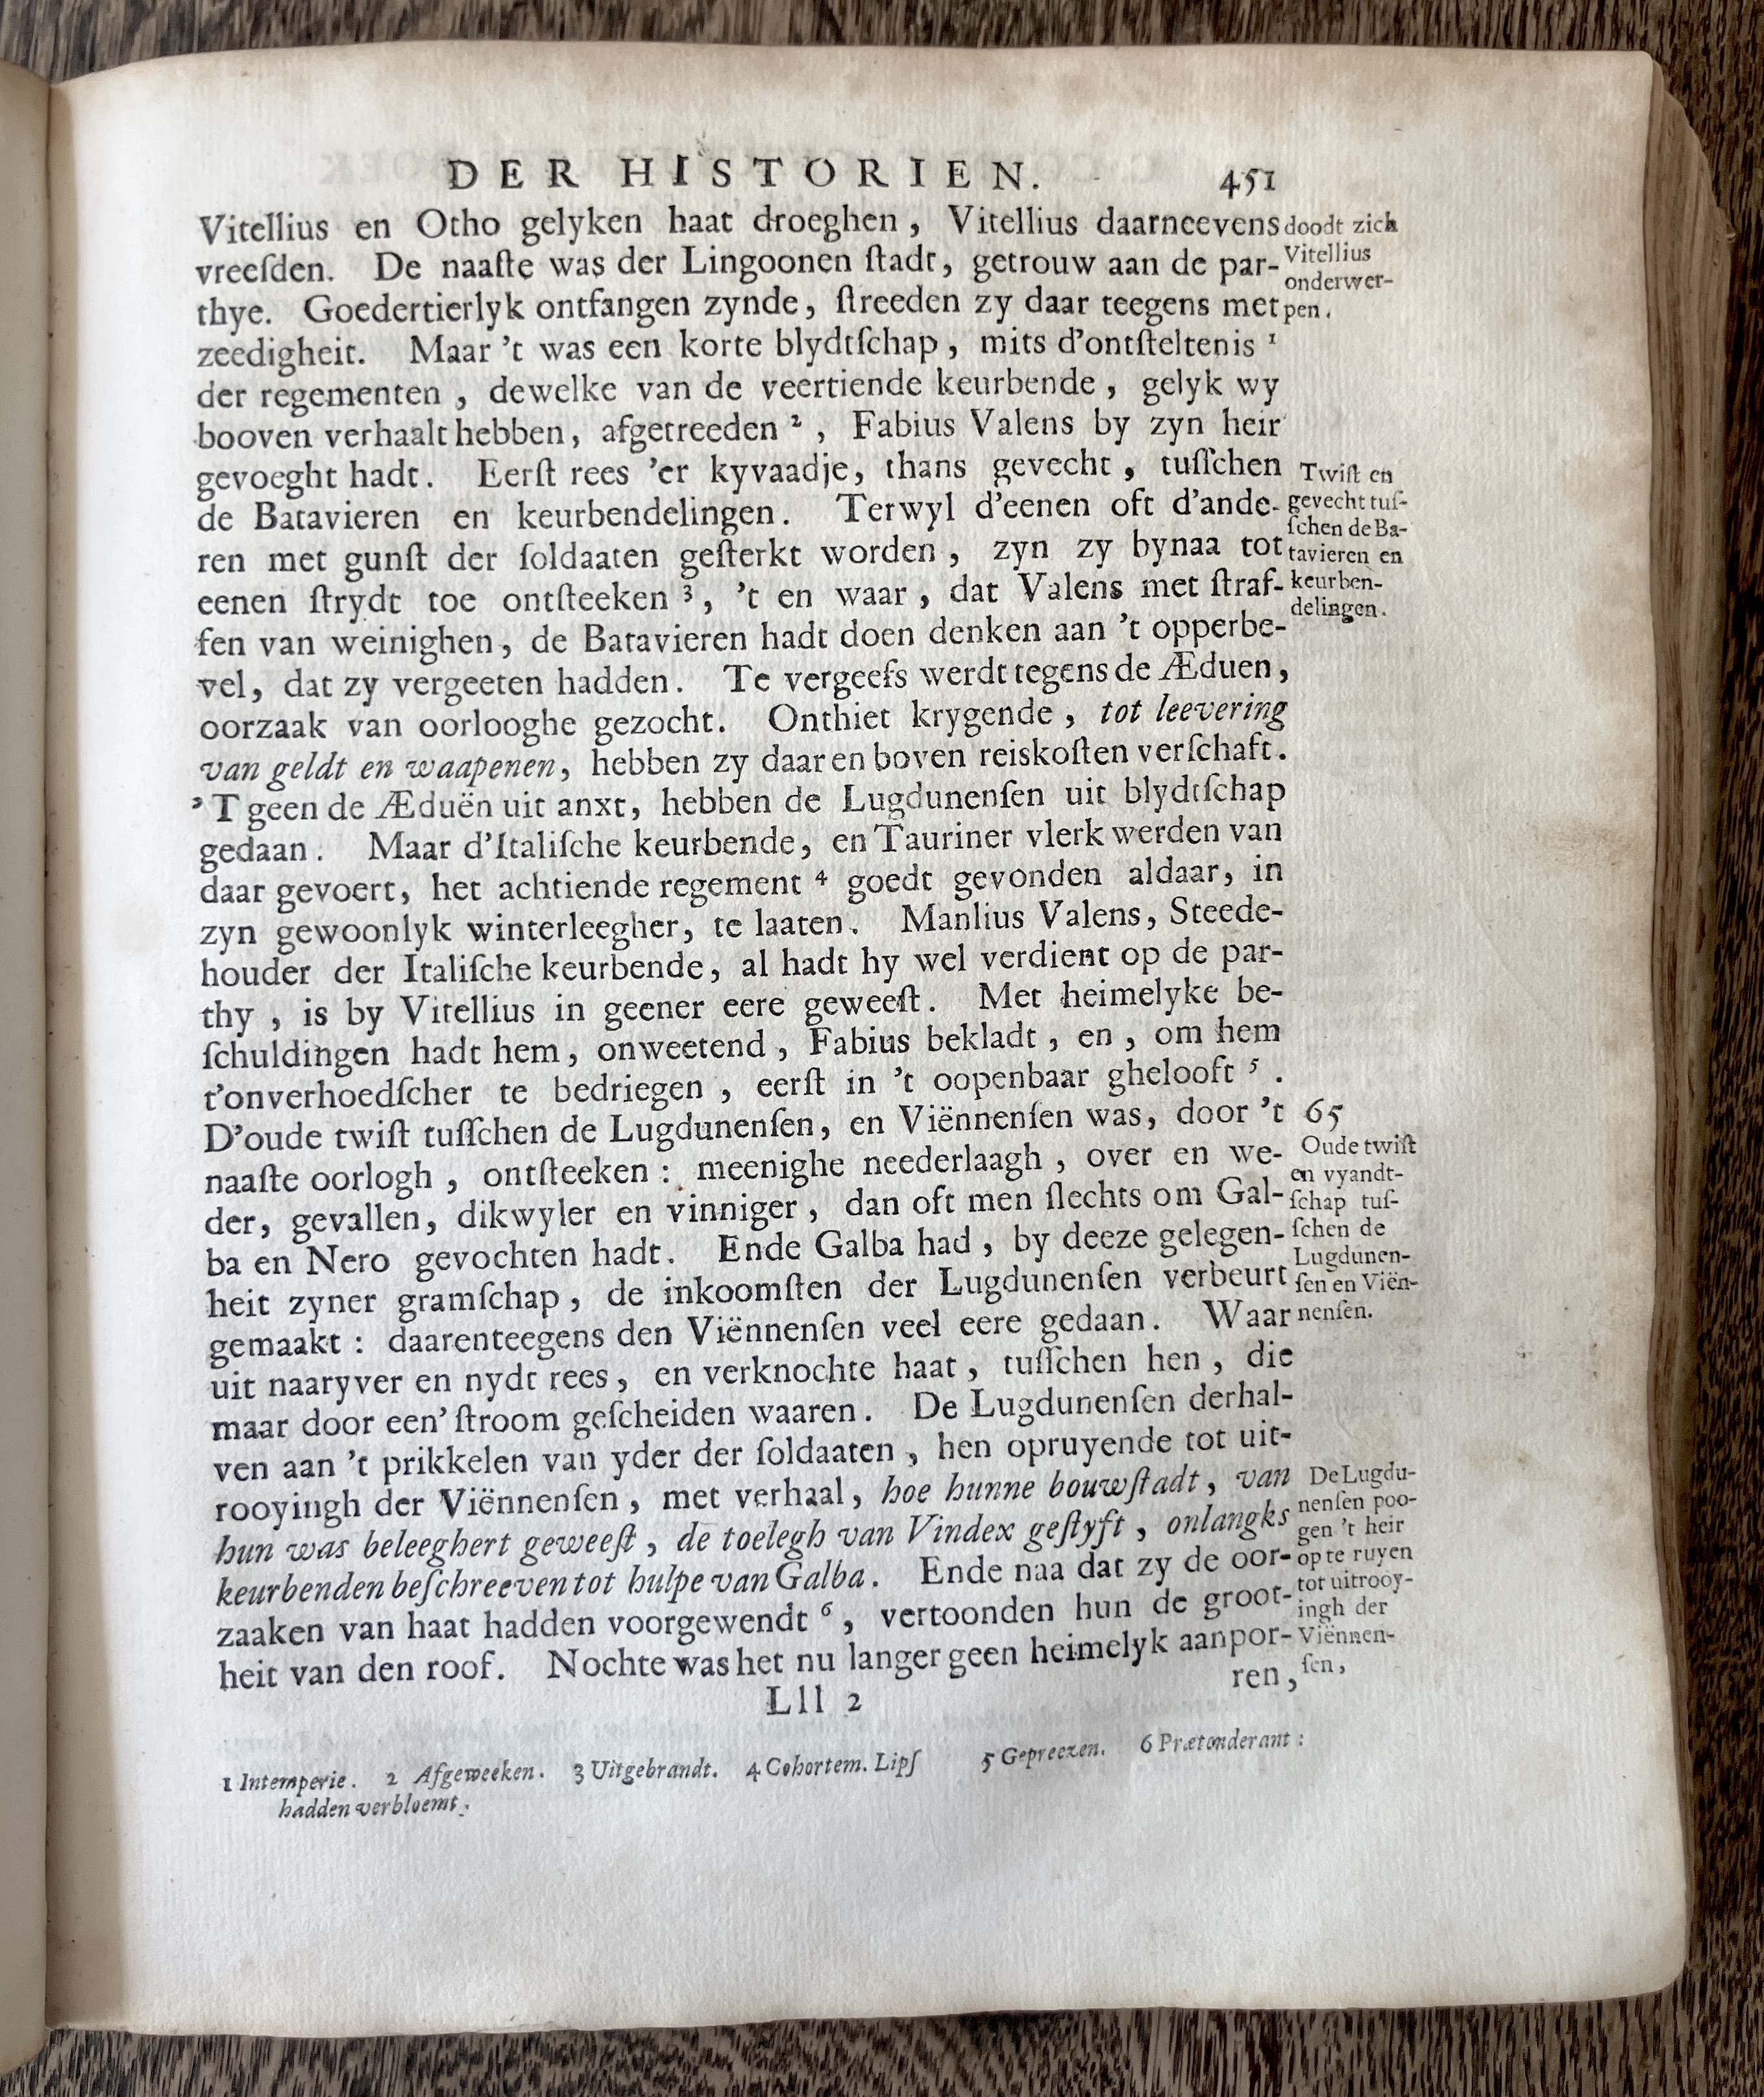 DER HISTORIEN. 451
Vitellius en Otho gelyken haat droeghen, Vitellius daarneevens
vreeſden. De naaſte was der Lingoonen ſtadt, getrouw aan de par-
thye. Goedertierlyk ontfangen zynde, ſtreeden zy daar teegens met
zeedigheit. Maar 't was een korte blydtſchap, mits d'ontſteltenis 1
der regementen, dewelke van de veertiende keurbende, gelyk wy
booven verhaalt hebben, afgetreeden 2, Fabius Valens by zyn heir
gevoeght hadt. Eerſt rees 'er kyvaadje, thans gevecht, tuſſchen
de Batavieren en keurbendelingen. Terwyl d'eenen oft d'ande-
ren met gunſt der ſoldaaten geſterkt worden, zyn zy bynaa tot
eenen ſtrydt toe ontſteeken 3, 't en waar, dat Valens met ſtraf-
fen van weinighen, de Batavieren hadt doen denken aan 't opperbe-
vel, dat zy vergeeten hadden. Te vergeefs werdt tegens de Æduen,
oorzaak van oorlooghe gezocht. Onthiet krygende, tot leevering
van geldt en waapenen, hebben zy daar en boven reiskoſten verſchaft.
'T geen de Æduën uit anxt, hebben de Lugdunenſen uit blydtſchap
gedaan. Maar d'Italiſche keurbende, en Tauriner vlerk werden van
daar gevoert, het achtiende regement 4 goedt gevonden aldaar, in
zyn gewoonlyk winterleegher, te laaten. Manlius Valens, Steede-
houder der Italiſche keurbende, al hadt hy wel verdient op de par-
thy, is by Vitellius in geener eere geweeſt. Met heimelyke be-
ſchuldingen hadt hem, onweetend, Fabius bekladt, en, om hem
t'onverhoedſcher te bedriegen, eerſt in 't oopenbaar ghelooft 5.
D'oude twiſt tuſſchen de Lugdunenſen, en Viënnenſen was, door 't
naaſte oorlogh, ontſteeken: meenighe neederlaagh, over en we-
der, gevallen, dikwyler en vinniger, dan oft men ſlechts om Gal-
ba en Nero gevochten hadt. Ende Galba had, by deeze gelegen-
heit zyner gramſchap, de inkoomſten der Lugdunenſen verbeurt
gemaakt: daarenteegens den Viënnenſen veel eere gedaan. Waar
uit naaryver en nydt rees, en verknochte haat, tuſſchen hen, die
maar door een' ſtroom geſcheiden waaren. De Lugdunenſen derhal-
ven aan 't prikkelen van yder der ſoldaaten, hen opruyende tot uit-
rooyingh der Viënnenſen, met verhaal, hoe hunne bouwſtadt, van
hun was beleeghert geweeſt, de toelegh van Vindex geſtyft, onlangks
keurbenden beſchreeven tot hulpe van Galba. Ende naa dat zy de oor-
zaaken van haat hadden voorgewendt 6, vertoonden hun de groot-
heit van den roof. Nochte was het nu langer geen heimelyk aanpor-
ren,
Lll 2
doodt zich
Vitellius
onderwer-
pen.
Twiſt en
gevecht tuſ-
ſchen de Ba-
tavieren en
keurben-
delingen.
65
Oude twiſt
en vyandt-
ſchap tuſ-
ſchen de
Lugdunen-
ſen en Viën-
nenſen.
De Lugdu-
nenſen poo-
gen 't heir
op te ruyen
tot uitrooy-
ingh der
Viënnen-
ſen,
1 Intemperie. 2 Afgeweeken. 3 Uitgebrandt. 4 Cohortem. Lipſ 5 Gepreezen. 6 Prætenderant:
hadden verbloemt.